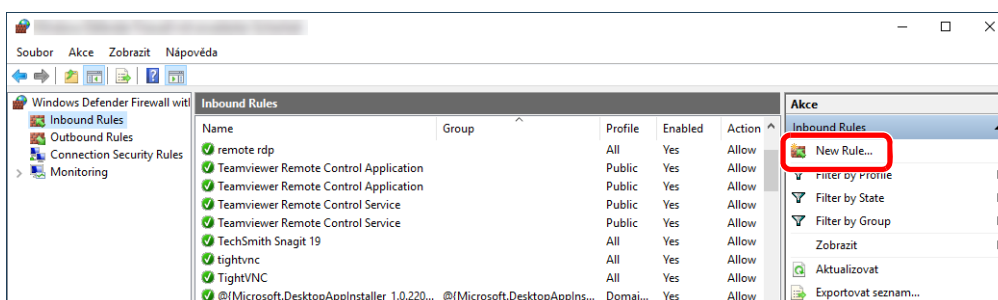 Soubor Akce Zobrazit Nápověda
Windows Defender Firewall witl
Inbound Rules
Outbound Rules
Connection Security Rules
Monitoring
Inbound Rules
Name Group Profile Enabled Action
remote rdp All Yes Allow
Teamviewer Remote Control Application Public Yes Allow
Teamviewer Remote Control Application Public Yes Allow
Teamviewer Remote Control Service Public Yes Allow
Teamviewer Remote Control Service Public Yes Allow
TechSmith Snagit 19 All Yes Allow
tightvnc All Yes Allow
TightVNC All Yes Allow
@{Microsoft.DesktopAppInstaller_1.0.220... @{Microsoft.DesktopAppIns... Domai... Yes Allow
Akce
Inbound Rules
New Rule...
Filter by Profile
Filter by State
Filter by Group
Zobrazit
Aktualizovat
Exportovat seznam...